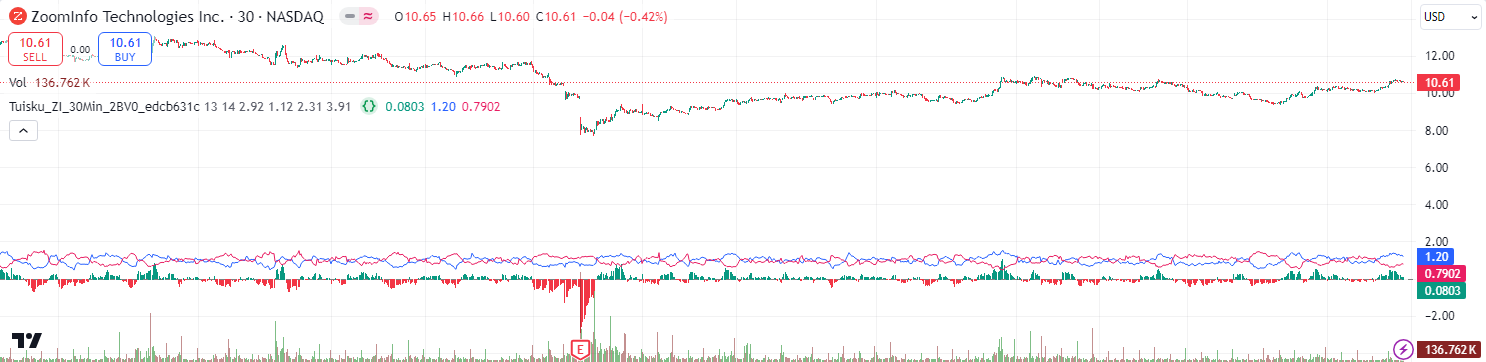 Z ZoomInfo Technologies Inc. · 30 · NASDAQ O10.65 H10.66 L10.60 C10.61 −0.04 (−0.42%)
USD
10.61 SELL
0.00
10.61 BUY
Vol 136.762 K
Tuisku_ZI_30Min_2BV0_edcb631c 13 14 2.92 1.12 2.31 3.91 {} 0.0803 1.20 0.7902
12.00
10.61
10.00
8.00
6.00
4.00
2.00
1.20
0.7902
0.0803
−2.00
E
136.762 K